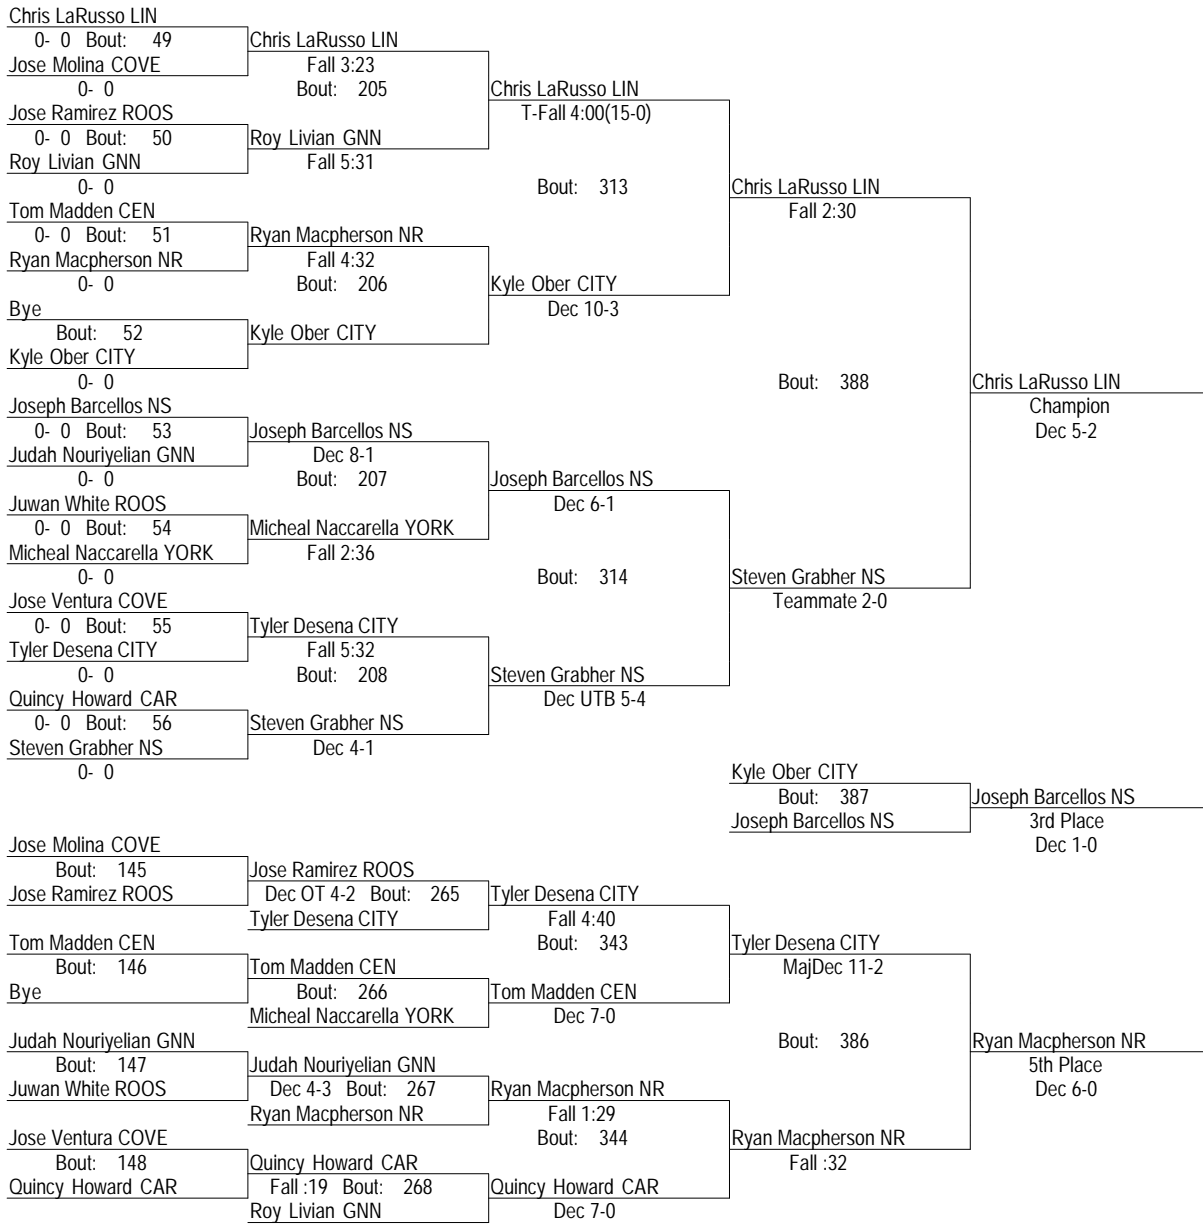 Chris LaRusso LIN
0- 0 Bout: 49
Chris LaRusso LIN
Jose Molina COVE
Fall 3:23
0- 0
Bout: 205
Chris LaRusso LIN
Jose Ramirez ROOS
T-Fall 4:00(15-0)
0- 0 Bout: 50
Roy Livian GNN
Roy Livian GNN
Fall 5:31
0- 0
Bout: 313
Chris LaRusso LIN
Tom Madden CEN
Fall 2:30
0- 0 Bout: 51
Ryan Macpherson NR
Ryan Macpherson NR
Fall 4:32
0- 0
Bout: 206
Kyle Ober CITY
Bye
Dec 10-3
Bout: 52
Kyle Ober CITY
Kyle Ober CITY
0- 0
Bout: 388
Chris LaRusso LIN
Joseph Barcellos NS
Champion
0- 0 Bout: 53
Joseph Barcellos NS
Dec 5-2
Judah Nouriyelian GNN
Dec 8-1
0- 0
Bout: 207
Joseph Barcellos NS
Juwan White ROOS
Dec 6-1
0- 0 Bout: 54
Micheal Naccarella YORK
Micheal Naccarella YORK
Fall 2:36
0- 0
Bout: 314
Steven Grabher NS
Jose Ventura COVE
Teammate 2-0
0- 0 Bout: 55
Tyler Desena CITY
Tyler Desena CITY
Fall 5:32
0- 0
Bout: 208
Steven Grabher NS
Quincy Howard CAR
Dec UTB 5-4
0- 0 Bout: 56
Steven Grabher NS
Steven Grabher NS
Dec 4-1
0- 0
Kyle Ober CITY
Bout: 387
Joseph Barcellos NS
Joseph Barcellos NS
3rd Place
Dec 1-0
Jose Molina COVE
Bout: 145
Jose Ramirez ROOS
Jose Ramirez ROOS
Dec OT 4-2 Bout: 265
Tyler Desena CITY
Tyler Desena CITY
Fall 4:40
Tom Madden CEN
Bout: 343
Tyler Desena CITY
Bout: 146
Tom Madden CEN
MajDec 11-2
Bye
Bout: 266
Tom Madden CEN
Micheal Naccarella YORK
Dec 7-0
Judah Nouriyelian GNN
Bout: 386
Ryan Macpherson NR
Bout: 147
Judah Nouriyelian GNN
5th Place
Juwan White ROOS
Dec 4-3 Bout: 267
Ryan Macpherson NR
Dec 6-0
Ryan Macpherson NR
Fall 1:29
Jose Ventura COVE
Bout: 344
Ryan Macpherson NR
Bout: 148
Quincy Howard CAR
Fall :32
Quincy Howard CAR
Fall :19 Bout: 268
Quincy Howard CAR
Roy Livian GNN
Dec 7-0